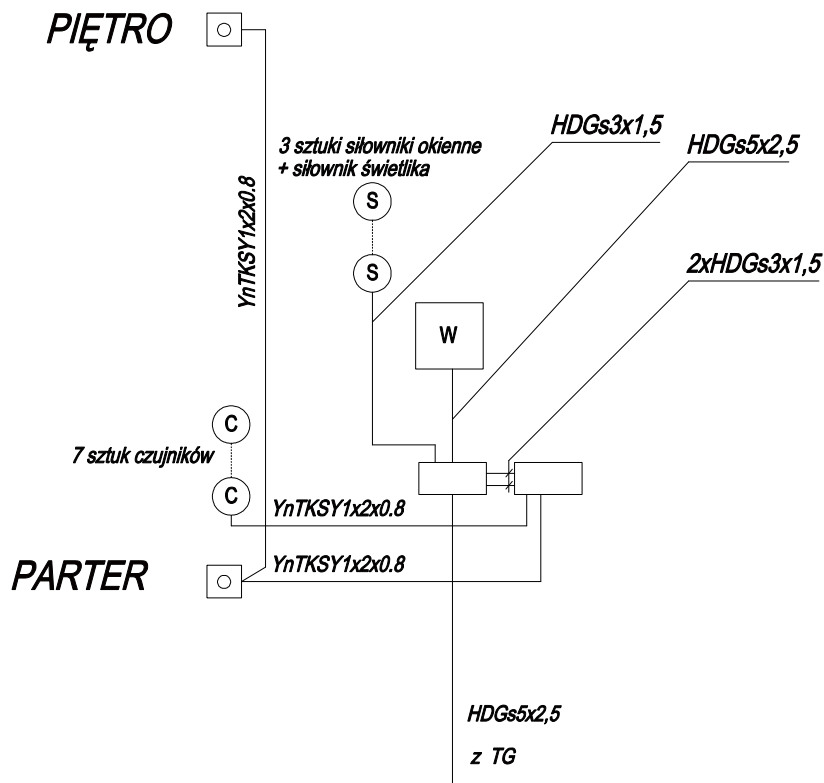 PIĘTRO
HDGs3x1,5
3 sztuki siłowniki okienne
+ siłownik świetlika
HDGs5x2,5
YnTKSY1x2x0.8
S
S
2xHDGs3x1,5
W
C
7 sztuk czujników
C
YnTKSY1x2x0.8
YnTKSY1x2x0.8
PARTER
HDGs5x2,5
z TG